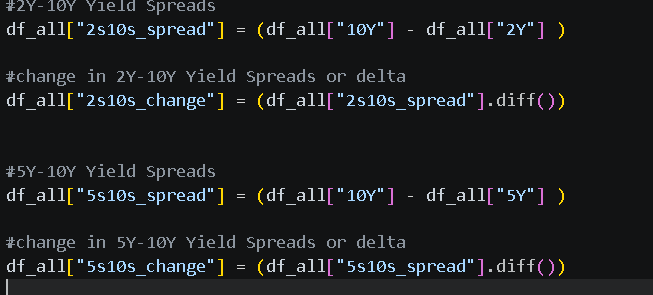 #2Y-10Y Yield Spreads
df_all["2s10s_spread"] = (df_all["10Y"] - df_all["2Y"] )
#change in 2Y-10Y Yield Spreads or delta
df_all["2s10s_change"] = (df_all["2s10s_spread"].diff())
#5Y-10Y Yield Spreads
df_all["5s10s_spread"] = (df_all["10Y"] - df_all["5Y"] )
#change in 5Y-10Y Yield Spreads or delta
df_all["5s10s_change"] = (df_all["5s10s_spread"].diff())